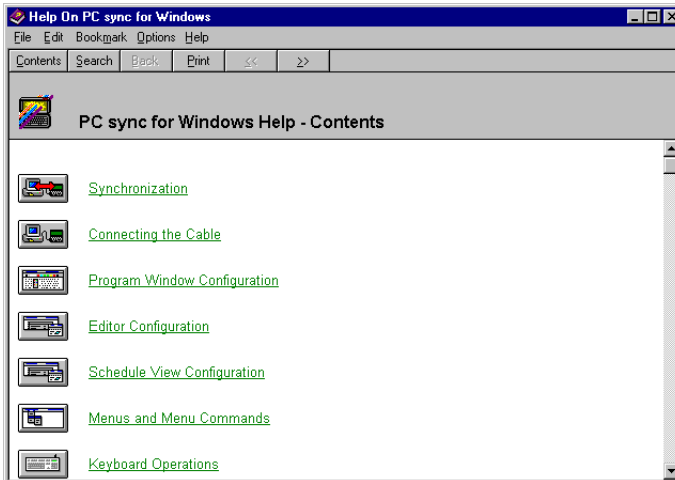 Help On PC sync for Windows
File Edit Bookmark Options Help
Contents Search Back Print << >>
PC sync for Windows Help - Contents
Synchronization
Connecting the Cable
Program Window Configuration
Editor Configuration
Schedule View Configuration
Menus and Menu Commands
Keyboard Operations